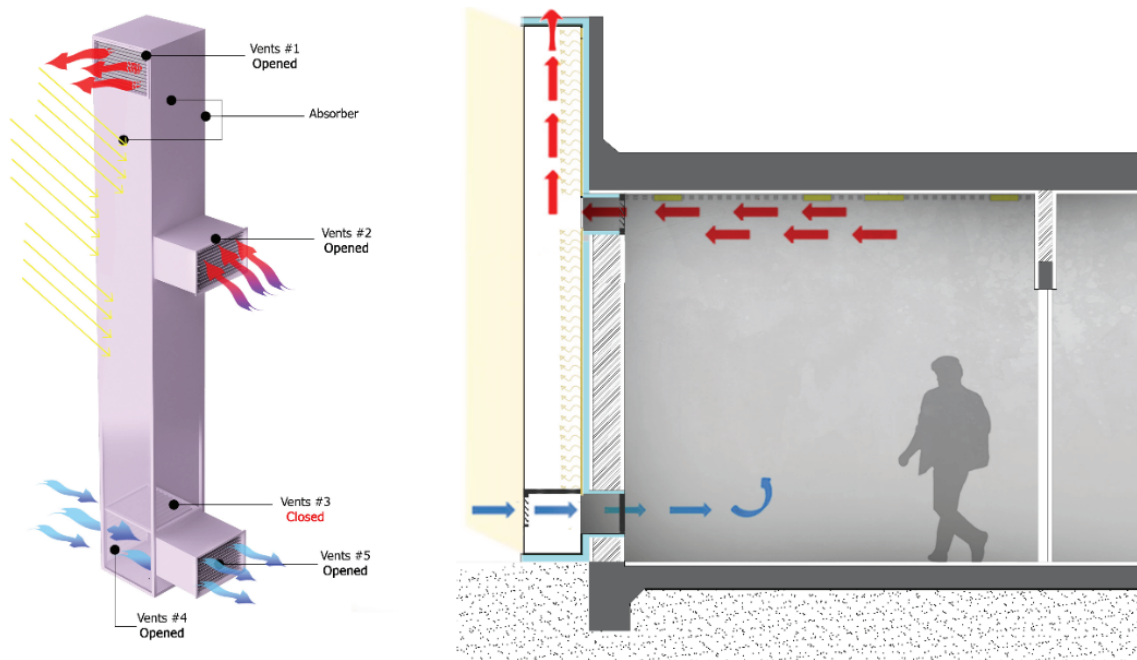 Vents #1
Opened
Absorber
Vents #2
Opened
Vents #3
Closed
Vents #5
Opened
Vents #4
Opened